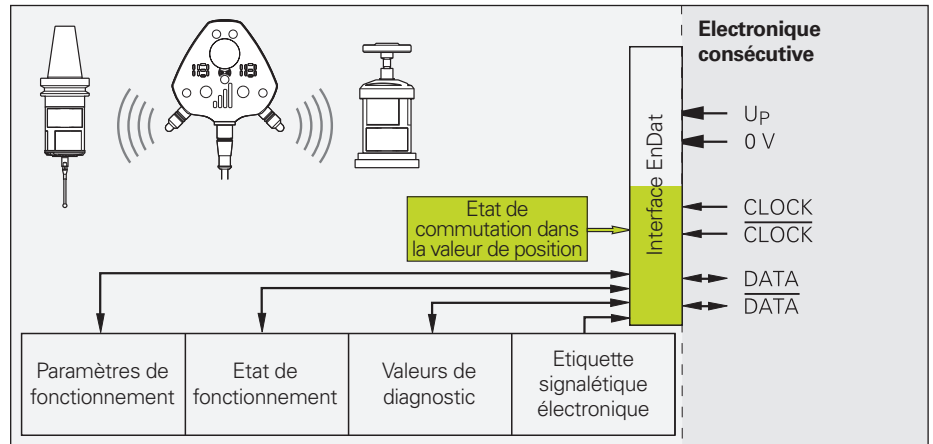 Electronique
consécutive
UP
0 V
Interface EnDat
Etat de
commutation dans
la valeur de position
CLOCK
CLOCK
DATA
DATA
Paramètres de
fonctionnement
Etat de
fonctionnement
Valeurs de
diagnostic
Etiquette
signalétique
électronique